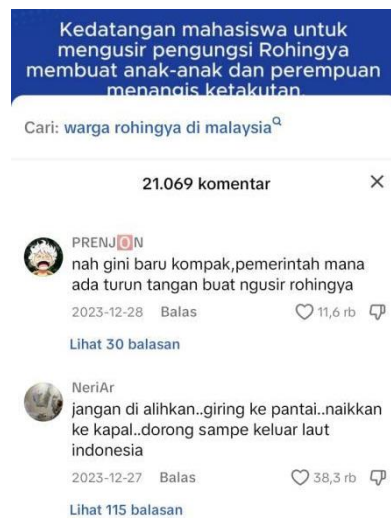 Kedatangan mahasiswa untuk
mengusir pengungsi Rohingya
membuat anak-anak dan perempuan
menangis ketakutan.
Cari: warga rohingya di malaysia
21.069 komentar
PRENJ🅾️N
nah gini baru kompak,pemerintah mana
ada turun tangan buat ngusir rohingya
2023-12-28 Balas 11,6 rb
Lihat 30 balasan
NeriAr
jangan di alihkan..giring ke pantai..naikkan
ke kapal..dorong sampe keluar laut
indonesia
2023-12-27 Balas 38,3 rb
Lihat 115 balasan